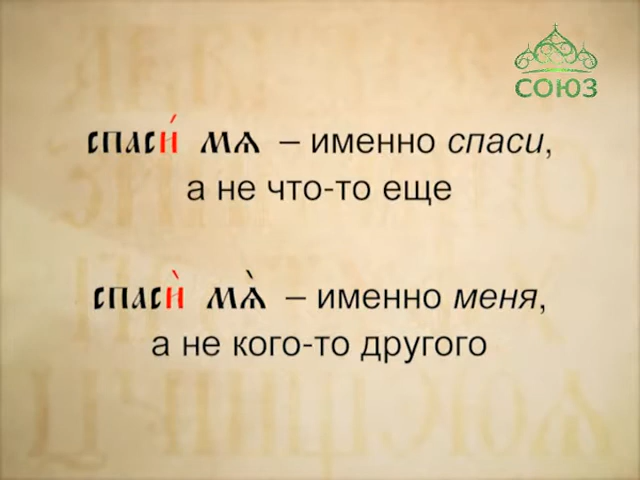 СОЮЗ
спаси́ мѧ – именно спаси,
а не что-то еще
спасѝ мѧ̀ – именно меня,
а не кого-то другого